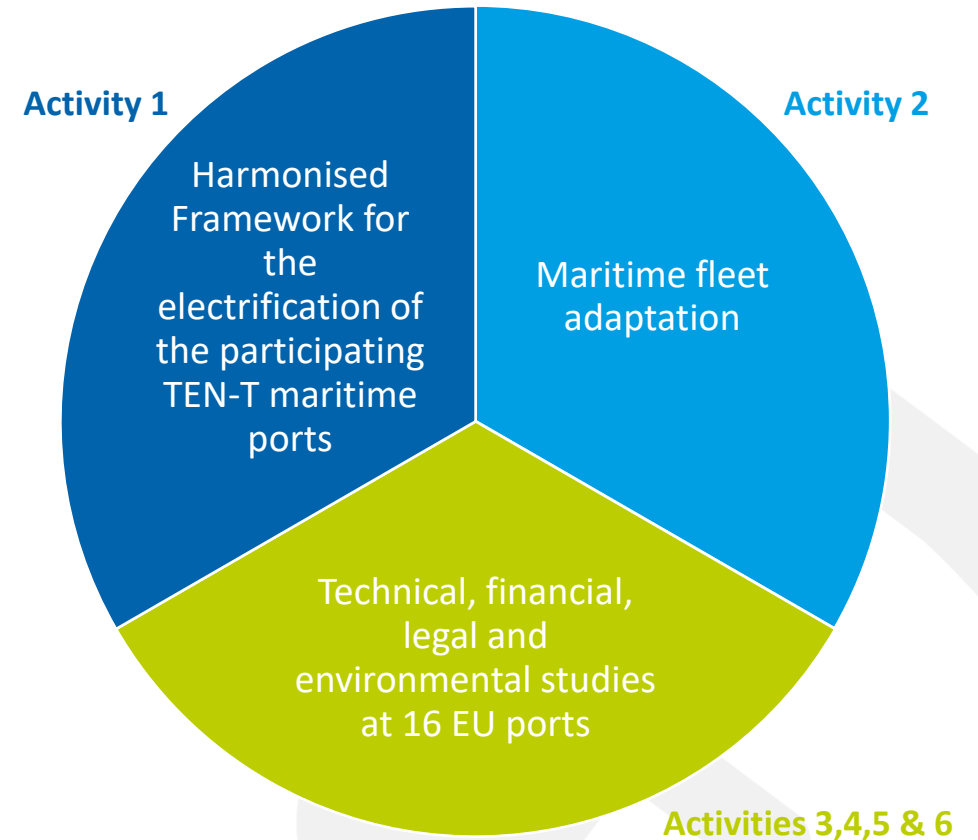 Activity 1
Harmonised
Framework for
the
electrification of
the participating
TEN-T maritime
ports
Activity 2
Maritime fleet
adaptation
Technical, financial,
legal and
environmental studies
at 16 EU ports
Activities 3,4,5 & 6